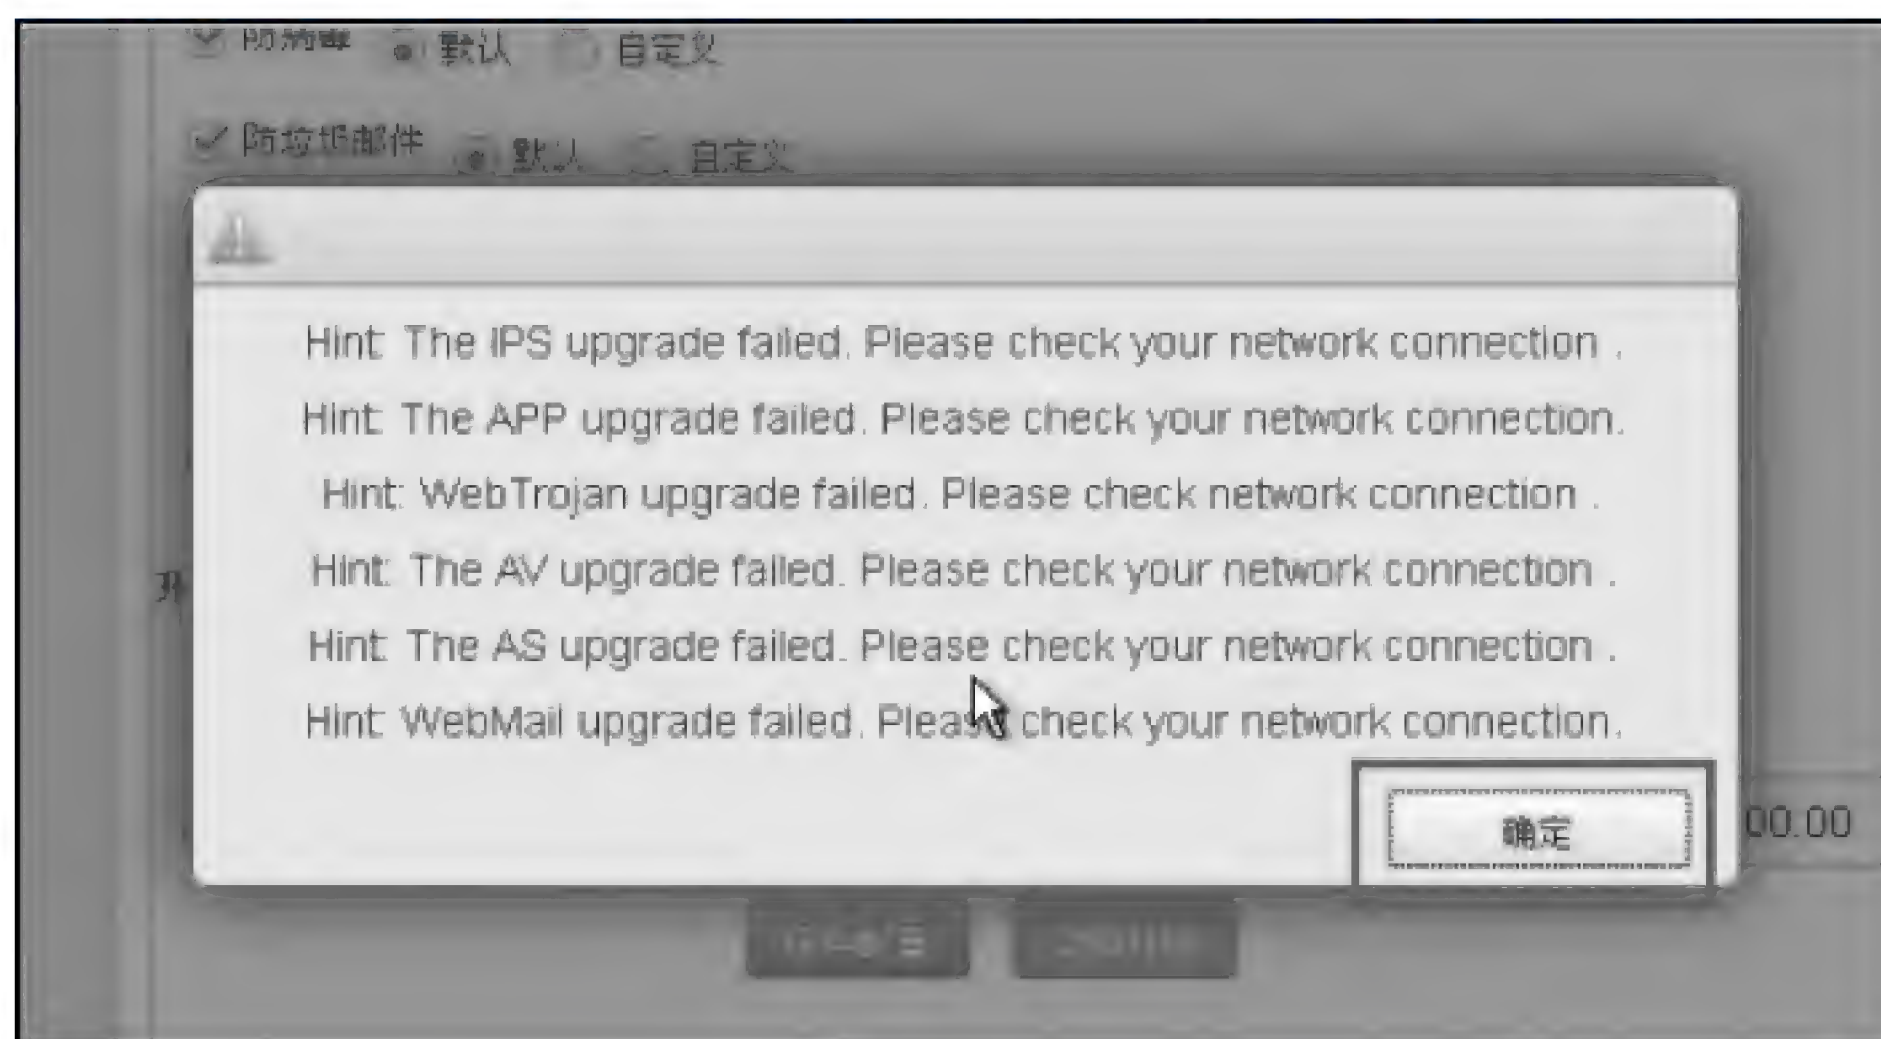 防病毒 默认 自定义
防垃圾邮件 默认 自定义
Hint: The IPS upgrade failed. Please check your network connection .
Hint: The APP upgrade failed. Please check your network connection.
Hint: WebTrojan upgrade failed. Please check network connection .
Hint: The AV upgrade failed. Please check your network connection .
开
Hint: The AS upgrade failed. Please check your network connection .
Hint: WebMail upgrade failed. Please check your network connection.
确定
00.00